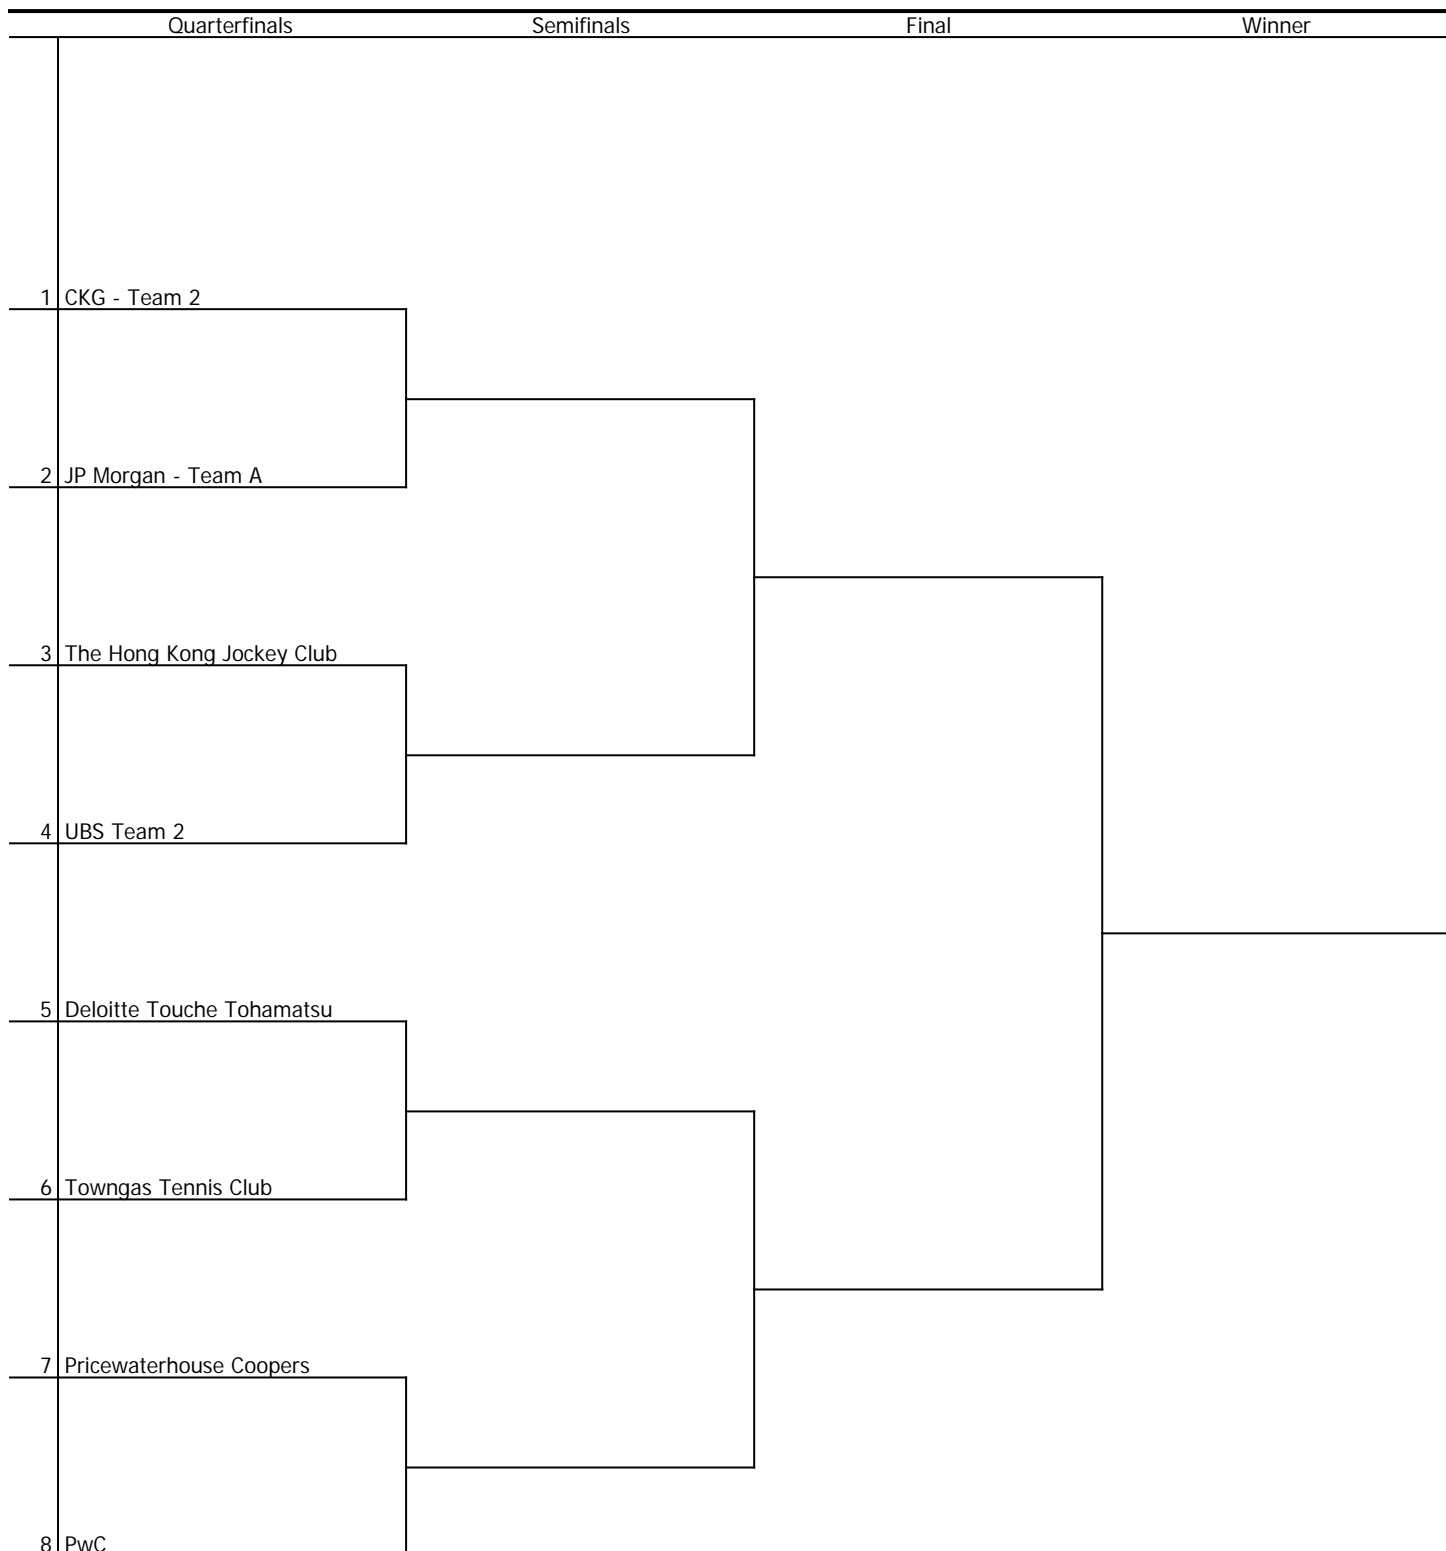 Quarterfinals Semifinals Final Winner
1 CKG - Team 2
2 JP Morgan - Team A
3 The Hong Kong Jockey Club
4 UBS Team 2
5 Deloitte Touche Tohamatsu
6 Towngas Tennis Club
7 Pricewaterhouse Coopers
8 PwC